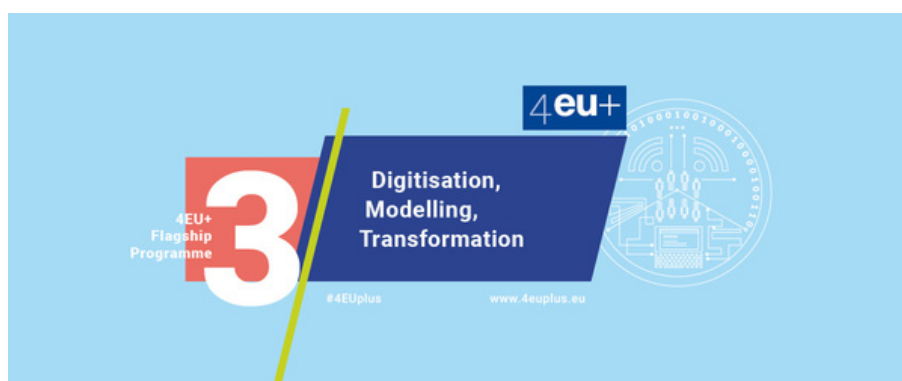 4eu+
3
4EU+
Flagship
Programme
Digitisation,
Modelling,
Transformation
#4EUplus
www.4euplus.eu